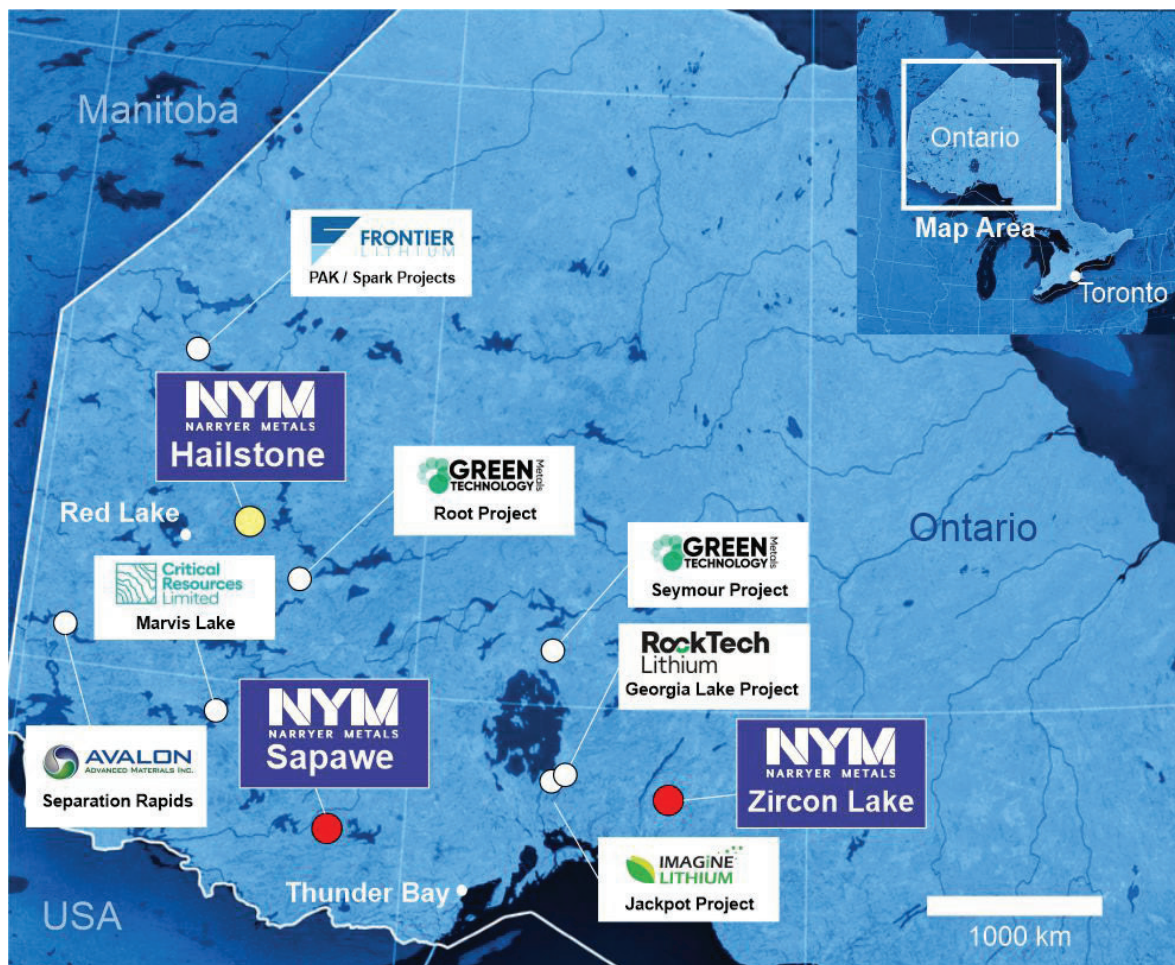 Manitoba
Ontario
Map Area
Toronto
FRONTIER
LITHIUM
PAK / Spark Projects
NYM
NARRYER METALS
Hailstone
GREEN
TECHNOLOGY
Metals
Root Project
Red Lake
Critical
Resources
Limited
Marvis Lake
GREEN
TECHNOLOGY
Metals
Seymour Project
Ontario
RockTech
Lithium
Georgia Lake Project
NYM
NARRYER METALS
Sapawe
NYM
NARRYER METALS
Zircon Lake
AVALON
ADVANCED MATERIALS INC.
Separation Rapids
IMAGiNE
LITHIUM
Jackpot Project
Thunder Bay
USA
1000 km